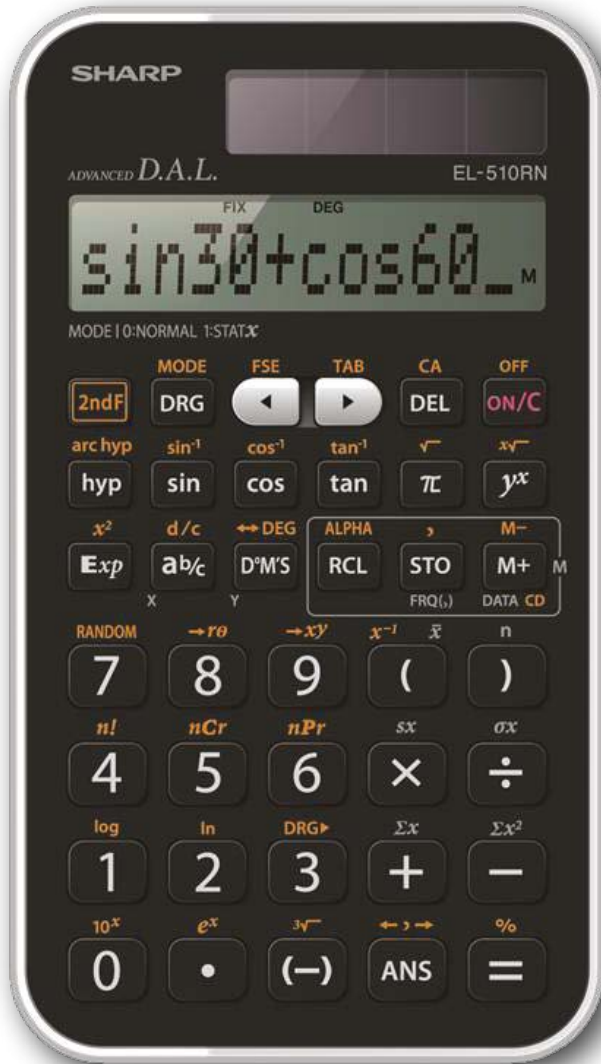 SHARP
ADVANCED D.A.L. EL-510RN
FIX DEG
sin30+cos60_ M
MODE | 0:NORMAL 1:STAT x
MODE FSE TAB CA OFF
2ndF DRG ◀ ▶ DEL ON/C
arc hyp sin⁻¹ cos⁻¹ tan⁻¹ √ ˣ√
hyp sin cos tan π yˣ
x² d/c ↔DEG ALPHA , M−
Exp ab/c D°M'S RCL STO M+ M
X Y FRQ(,) DATA CD
RANDOM →rθ →xy x⁻¹ x̄ n
7 8 9 ( )
n! nCr nPr sx σx
4 5 6 × ÷
log ln DRG▶ Σx Σx²
1 2 3 + −
10ˣ eˣ ³√ ←,→ %
0 • (−) ANS =